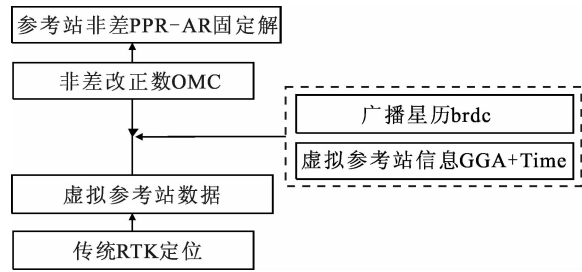 参考站非差PPR-AR固定解
非差改正数OMC
广播星历brdc
虚拟参考站信息GGA+Time
虚拟参考站数据
传统RTK定位